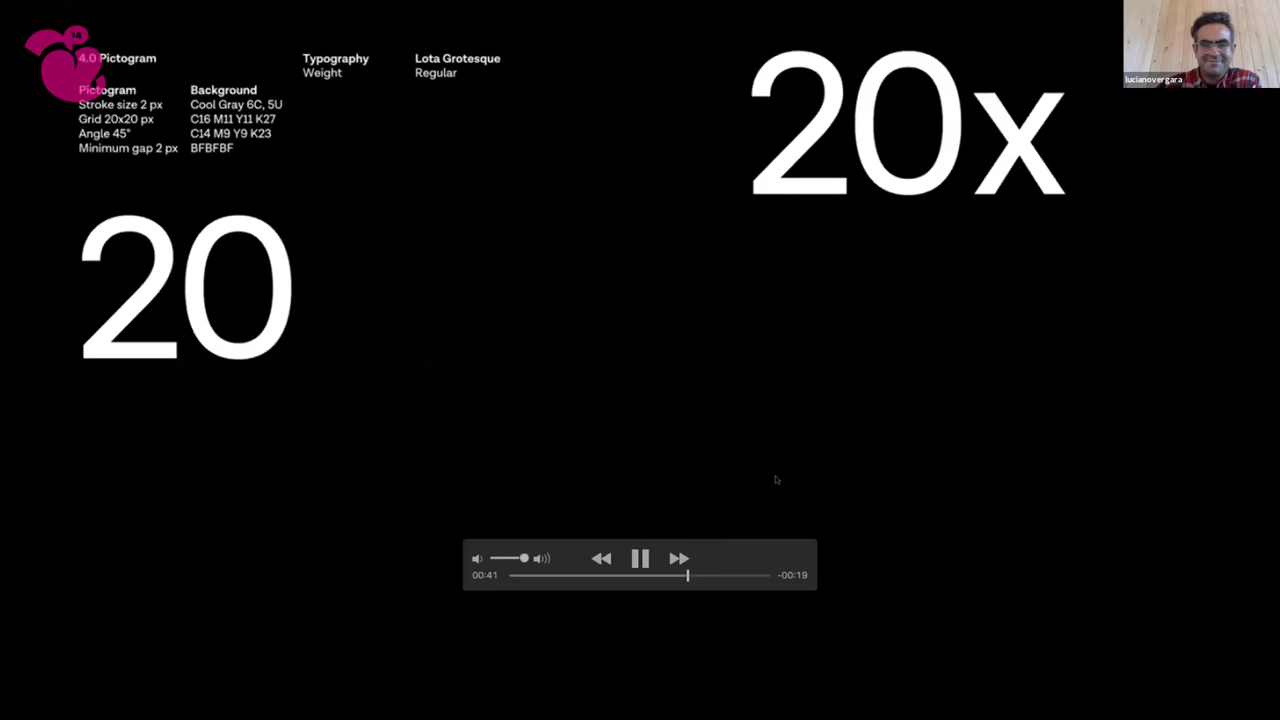 14
4.0 Pictogram
Typography
Weight
Lota Grotesque
Regular
Pictogram
Stroke size 2 px
Grid 20x20 px
Angle 45°
Minimum gap 2 px
Background
Cool Gray 6C, 5U
C16 M11 Y11 K27
C14 M9 Y9 K23
BFBFBF
20x
20
lucianovergara
00:41
-00:19